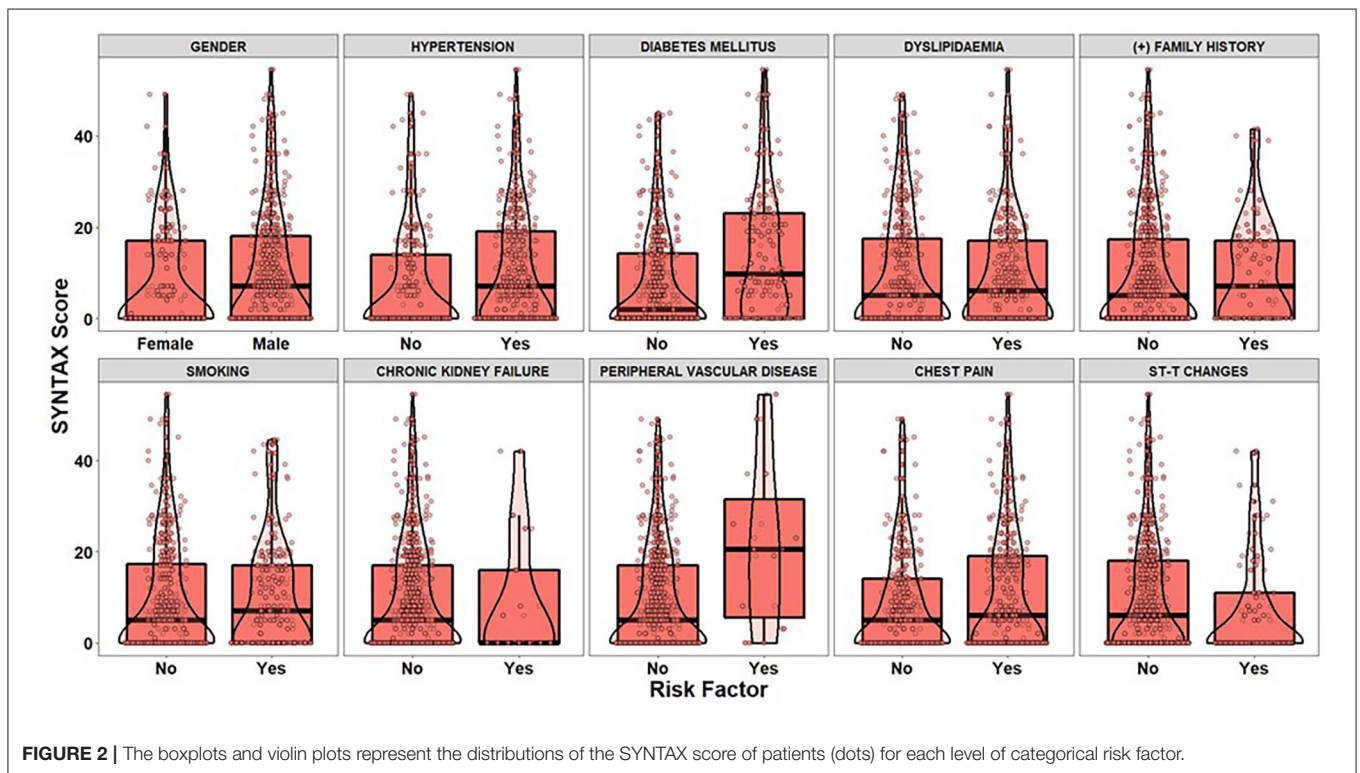 GENDER HYPERTENSION DIABETES MELLITUS DYSLIPIDAEMIA (+) FAMILY HISTORY
40
20
0
Female Male No Yes No Yes No Yes No Yes
SYNTAX Score
SMOKING CHRONIC KIDNEY FAILURE PERIPHERAL VASCULAR DISEASE CHEST PAIN ST-T CHANGES
40
20
0
No Yes No Yes No Yes No Yes No Yes
Risk Factor
FIGURE 2 | The boxplots and violin plots represent the distributions of the SYNTAX score of patients (dots) for each level of categorical risk factor.